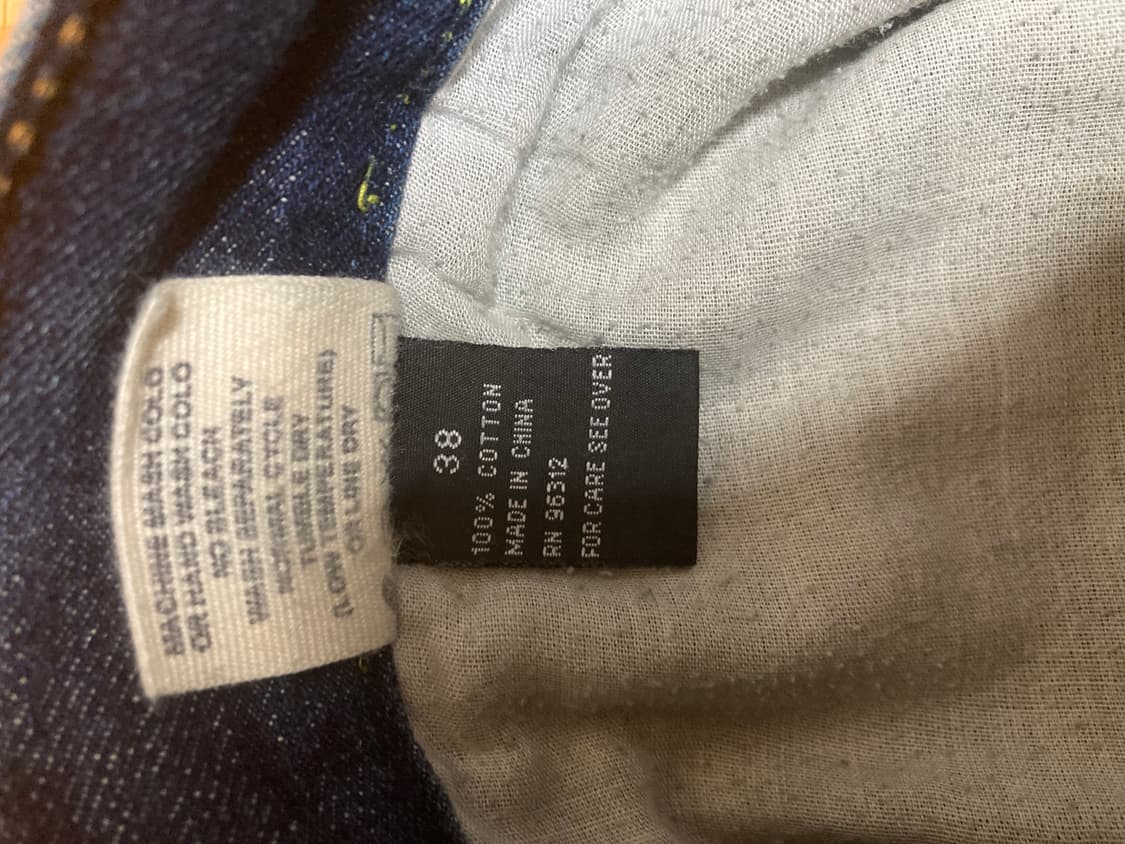 MACHINE WASH COLD
OR HAND WASH COLD
NO BLEACH
WASH SEPARATELY
NORMAL CYCLE
TUMBLE DRY
(LOW TEMPERATURE)
OR LINE DRY
38
100% COTTON
MADE IN CHINA
RN 96312
FOR CARE SEE OVER